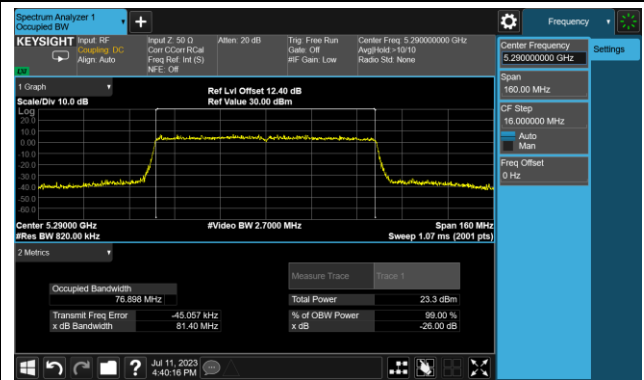 Spectrum Analyzer 1
Occupied BW
Frequency
KEYSIGHT
Input: RF
Coupling: DC
Align: Auto
Input Z: 50 Ω
Corr CCorr RCal
Freq Ref: Int (S)
NFE: Off
Atten: 20 dB
Trig: Free Run
Gate: Off
#IF Gain: Low
Center Freq: 5.290000000 GHz
Avg|Hold:>10/10
Radio Std: None
Center Frequency
5.290000000 GHz
Settings
Span
160.00 MHz
CF Step
16.000000 MHz
Auto
Man
Freq Offset
0 Hz
1 Graph
Scale/Div 10.0 dB
Ref Lvl Offset 12.40 dB
Ref Value 30.00 dBm
Log
20.0
10.0
0.00
-10.0
-20.0
-30.0
-40.0
-50.0
-60.0
Center 5.29000 GHz
#Video BW 2.7000 MHz
Span 160 MHz
#Res BW 820.00 kHz
Sweep 1.07 ms (2001 pts)
2 Metrics
Measure Trace
Trace 1
Occupied Bandwidth
76.898 MHz
Total Power
23.3 dBm
Transmit Freq Error
-45.057 kHz
% of OBW Power
99.00 %
x dB Bandwidth
81.40 MHz
x dB
-26.00 dB
Jul 11, 2023
4:40:16 PM